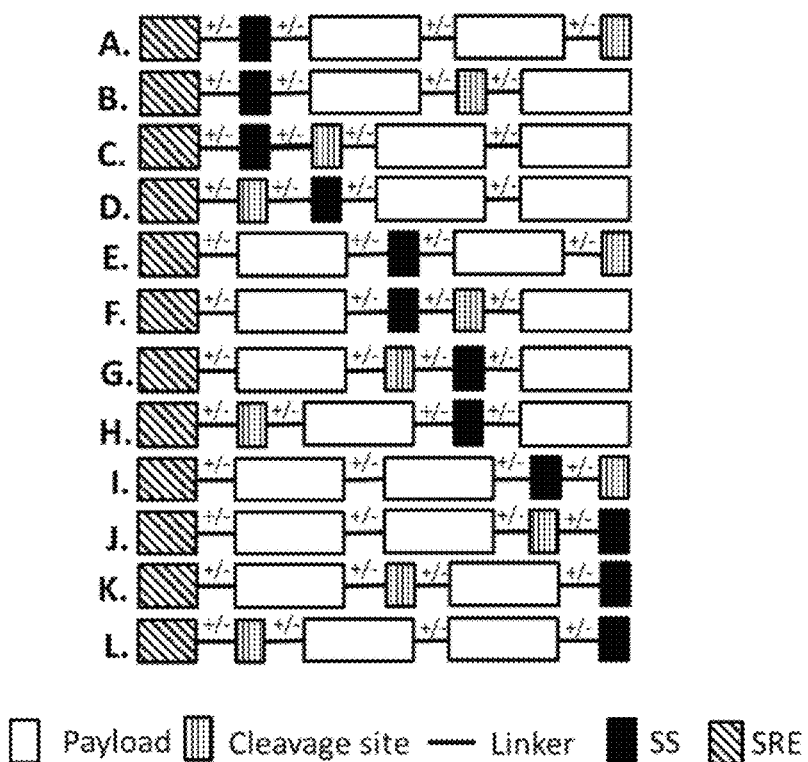 +/- +/- +/- +/-
A.
+/- +/- +/- +/-
B.
+/- +/- +/- +/-
C.
+/- +/- +/- +/-
D.
+/- +/- +/- +/-
E.
+/- +/- +/- +/-
F.
+/- +/- +/- +/-
G.
+/- +/- +/- +/-
H.
+/- +/- +/- +/-
I.
+/- +/- +/- +/-
J.
+/- +/- +/- +/-
K.
+/- +/- +/- +/-
L.
Payload Cleavage site Linker SS SRE